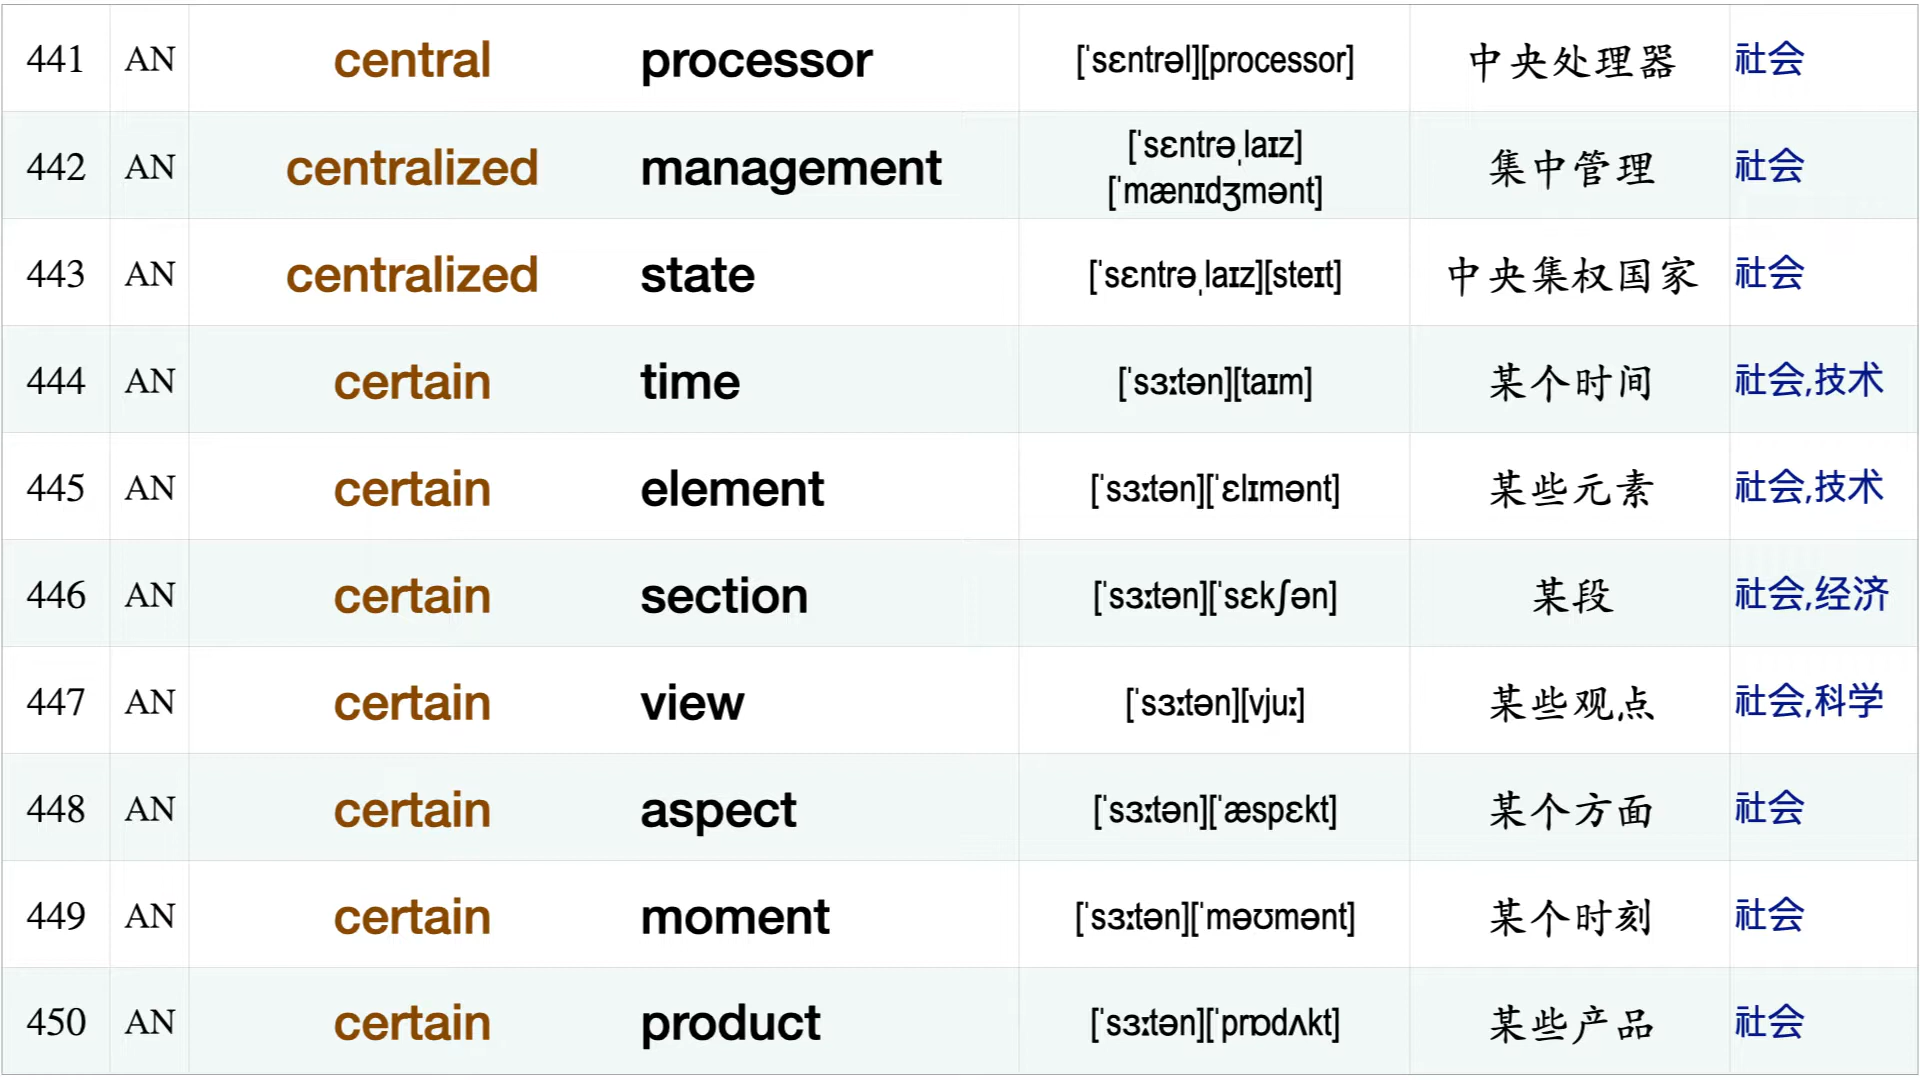 441 AN central processor [ˈsɛntrəl][processor] 中央处理器 社会
442 AN centralized management [ˈsɛntrəˌlaɪz] [ˈmænɪdʒmənt] 集中管理 社会
443 AN centralized state [ˈsɛntrəˌlaɪz][steɪt] 中央集权国家 社会
444 AN certain time [ˈsɜːtən][taɪm] 某个时间 社会,技术
445 AN certain element [ˈsɜːtən][ˈɛlɪmənt] 某些元素 社会,技术
446 AN certain section [ˈsɜːtən][ˈsɛkʃən] 某段 社会,经济
447 AN certain view [ˈsɜːtən][vjuː] 某些观点 社会,科学
448 AN certain aspect [ˈsɜːtən][ˈæspɛkt] 某个方面 社会
449 AN certain moment [ˈsɜːtən][ˈməʊmənt] 某个时刻 社会
450 AN certain product [ˈsɜːtən][ˈprɒdʌkt] 某些产品 社会